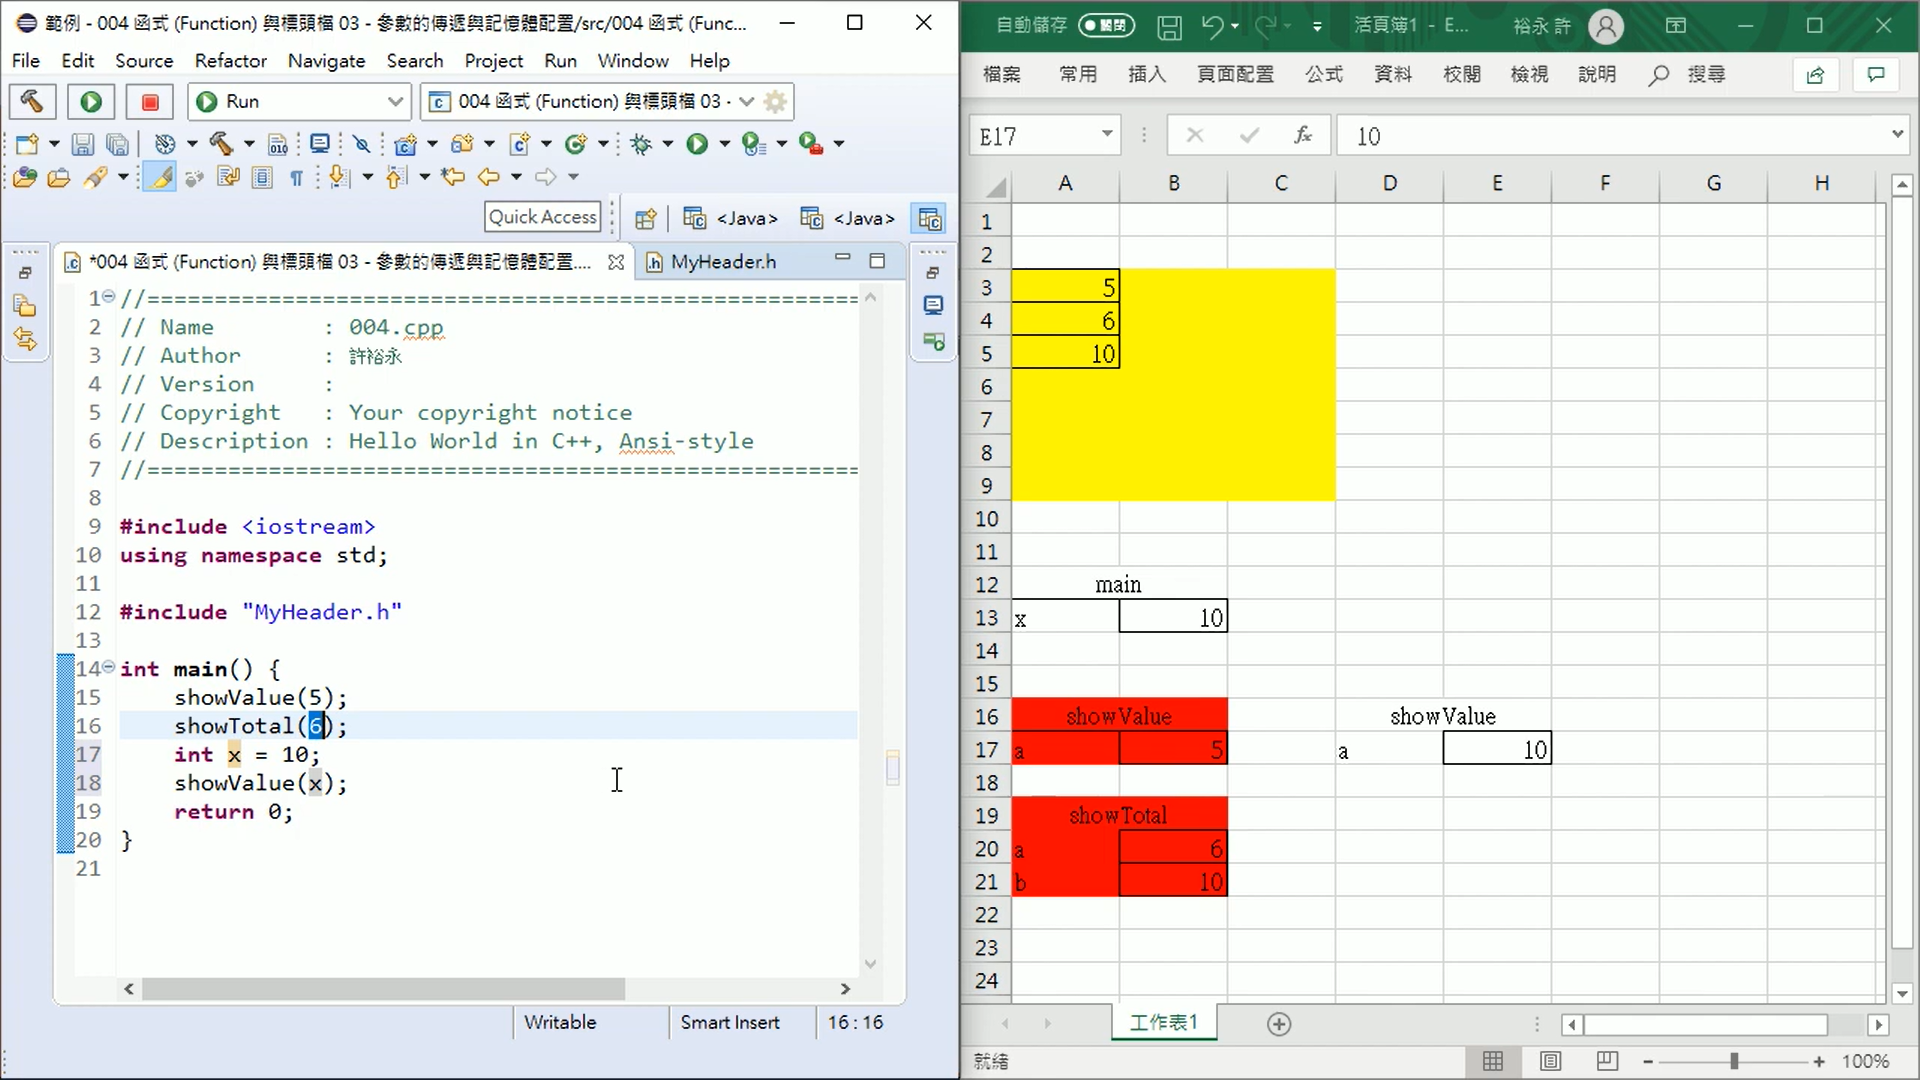 範例 - 004 函式 (Function) 與標頭檔 03 - 參數的傳遞與記憶體配置/src/004 函式 (Func...
File Edit Source Refactor Navigate Search Project Run Window Help
Run
004 函式 (Function) 與標頭檔 03 -
Quick Access
<Java>
<Java>
*004 函式 (Function) 與標頭檔 03 - 參數的傳遞與記憶體配置....
MyHeader.h
1 //=====================================================
2 // Name        : 004.cpp
3 // Author      : 許裕永
4 // Version     :
5 // Copyright   : Your copyright notice
6 // Description : Hello World in C++, Ansi-style
7 //=====================================================
8
9 #include <iostream>
10 using namespace std;
11
12 #include "MyHeader.h"
13
14 int main() {
15     showValue(5);
16     showTotal(6);
17     int x = 10;
18     showValue(x);
19     return 0;
20 }
21
Writable
Smart Insert
16 : 16
自動儲存 關閉
活頁簿1 - E...
裕永 許
檔案 常用 插入 頁面配置 公式 資料 校閱 檢視 說明 搜尋
E17
fx
10
A B C D E F G H
1
2
3 5
4 6
5 10
6
7
8
9
10
11
12 main
13 x 10
14
15
16 showValue showValue
17 a 5 a 10
18
19 showTotal
20 a 6
21 b 10
22
23
24
工作表1
就緒
100%